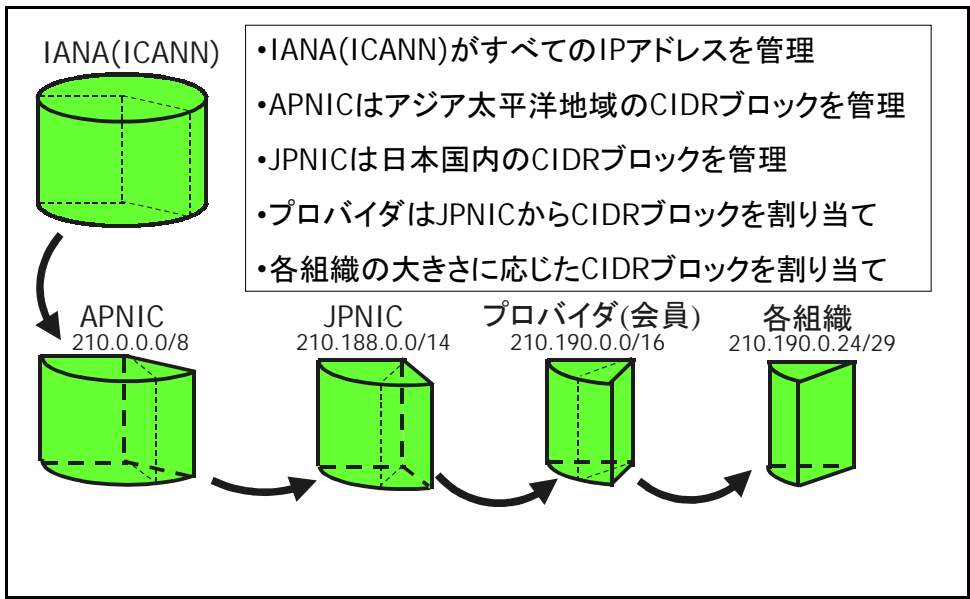 IANA(ICANN)
•IANA(ICANN)がすべてのIPアドレスを管理
•APNICはアジア太平洋地域のCIDRブロックを管理
•JPNICは日本国内のCIDRブロックを管理
•プロバイダはJPNICからCIDRブロックを割り当て
•各組織の大きさに応じたCIDRブロックを割り当て
APNIC
210.0.0.0/8
JPNIC
210.188.0.0/14
プロバイダ(会員)
210.190.0.0/16
各組織
210.190.0.24/29